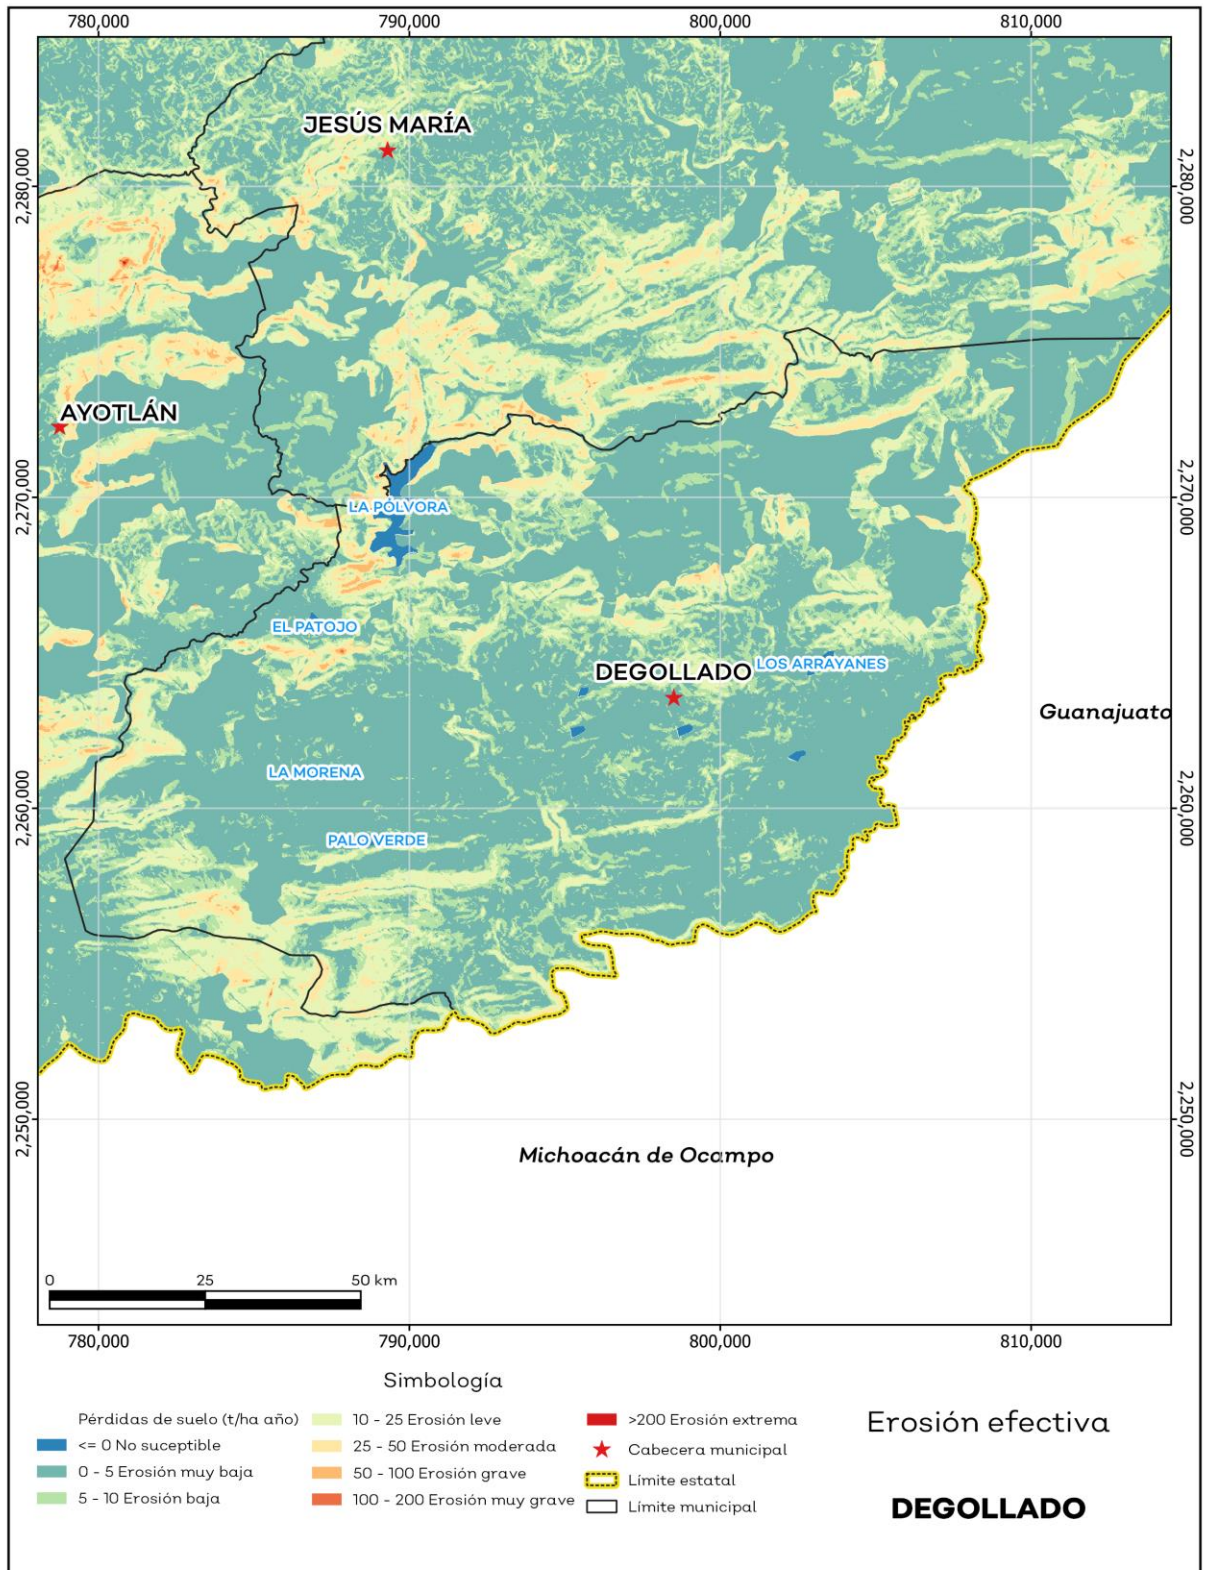 780,000
790,000
800,000
810,000
JESÚS MARÍA
2,280,000
2,280,000
AYOTLÁN
2,270,000
LA PÓLVORA
2,270,000
EL PATOJO
DEGOLLADO
LOS ARRAYANES
Guanajuato
LA MORENA
2,260,000
2,260,000
PALO VERDE
2,250,000
2,250,000
Michoacán de Ocampo
0 25 50 km
780,000
790,000
800,000
810,000
Simbología
Pérdidas de suelo (t/ha año)
<= 0 No suceptible
0 - 5 Erosión muy baja
5 - 10 Erosión baja
10 - 25 Erosión leve
25 - 50 Erosión moderada
50 - 100 Erosión grave
100 - 200 Erosión muy grave
>200 Erosión extrema
Cabecera municipal
Límite estatal
Límite municipal
Erosión efectiva
DEGOLLADO